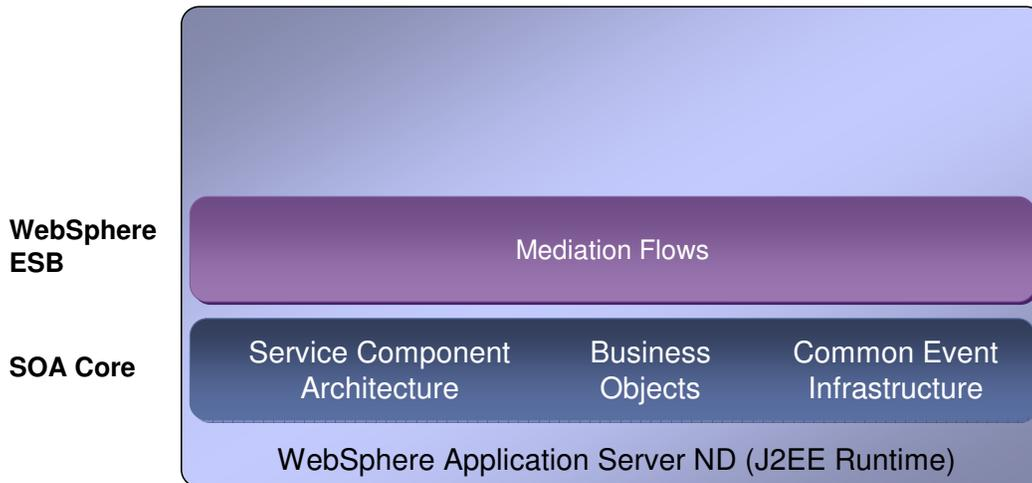 WebSphere
ESB
Mediation Flows
SOA Core
Service Component
Architecture
Business
Objects
Common Event
Infrastructure
WebSphere Application Server ND (J2EE Runtime)